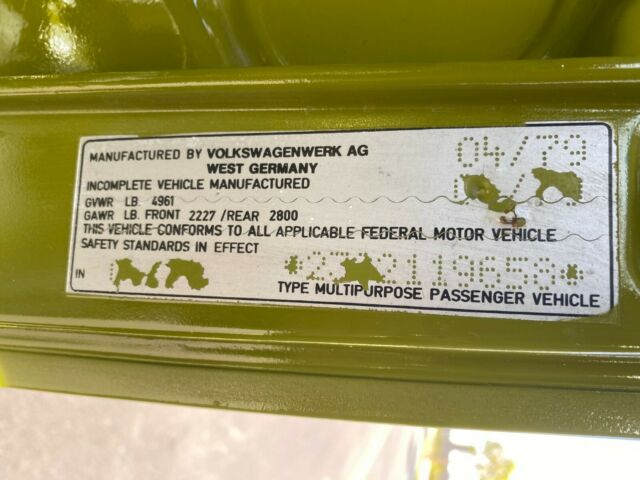 MANUFACTURED BY VOLKSWAGENWERK AG
WEST GERMANY
04/79
INCOMPLETE VEHICLE MANUFACTURED
GVWR LB. 4961
GAWR LB. FRONT 2227 /REAR 2800
THIS VEHICLE CONFORMS TO ALL APPLICABLE FEDERAL MOTOR VEHICLE
SAFETY STANDARDS IN EFFECT
IN
TYPE MULTIPURPOSE PASSENGER VEHICLE